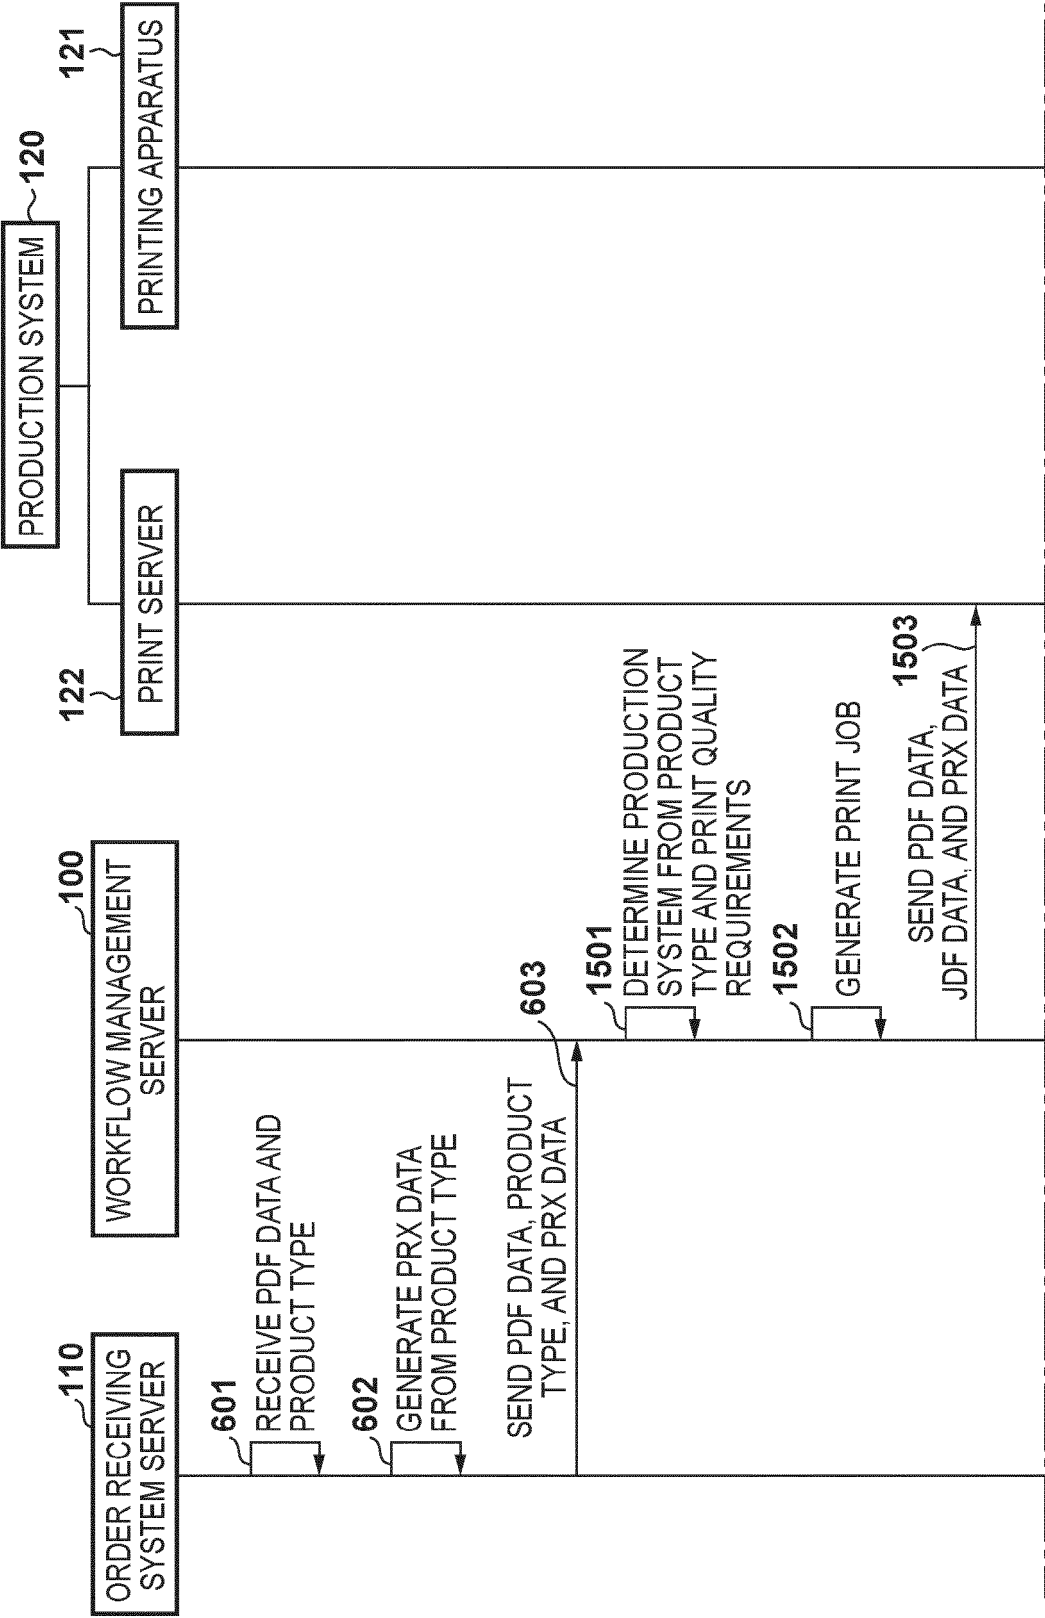 PRODUCTION SYSTEM
120
110
ORDER RECEIVING
SYSTEM SERVER
100
WORKFLOW MANAGEMENT
SERVER
122
PRINT SERVER
121
PRINTING APPARATUS
601
RECEIVE PDF DATA AND
PRODUCT TYPE
602
GENERATE PRX DATA
FROM PRODUCT TYPE
SEND PDF DATA, PRODUCT
TYPE, AND PRX DATA
603
1501
DETERMINE PRODUCTION
SYSTEM FROM PRODUCT
TYPE AND PRINT QUALITY
REQUIREMENTS
1502
GENERATE PRINT JOB
SEND PDF DATA,
JDF DATA, AND PRX DATA
1503